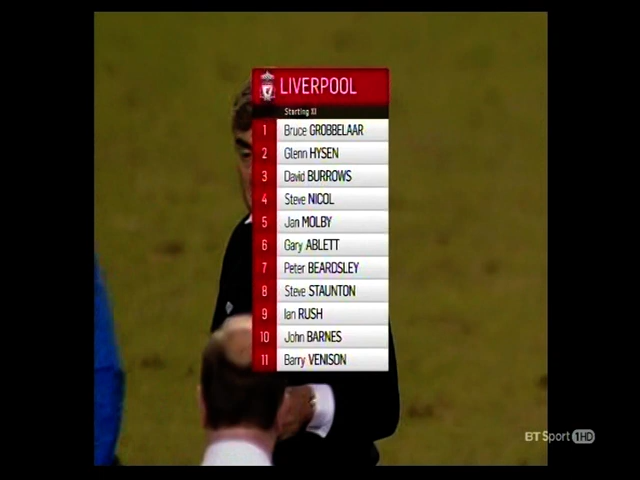 LIVERPOOL
Starting XI
1 Bruce GROBBELAAR
2 Glenn HYSEN
3 David BURROWS
4 Steve NICOL
5 Jan MOLBY
6 Gary ABLETT
7 Peter BEARDSLEY
8 Steve STAUNTON
9 Ian RUSH
10 John BARNES
11 Barry VENISON
BT Sport 1HD